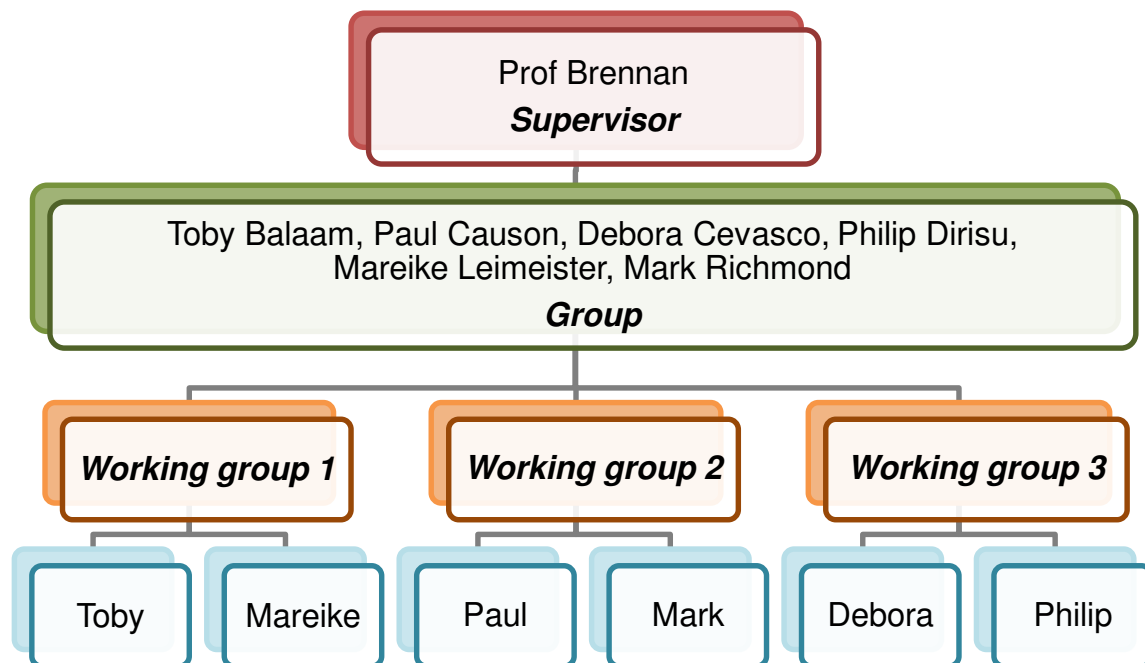 Prof Brennan
Supervisor
Toby Balaam, Paul Causon, Debora Cevasco, Philip Dirisu,
Mareike Leimeister, Mark Richmond
Group
Working group 1
Working group 2
Working group 3
Toby
Mareike
Paul
Mark
Debora
Philip